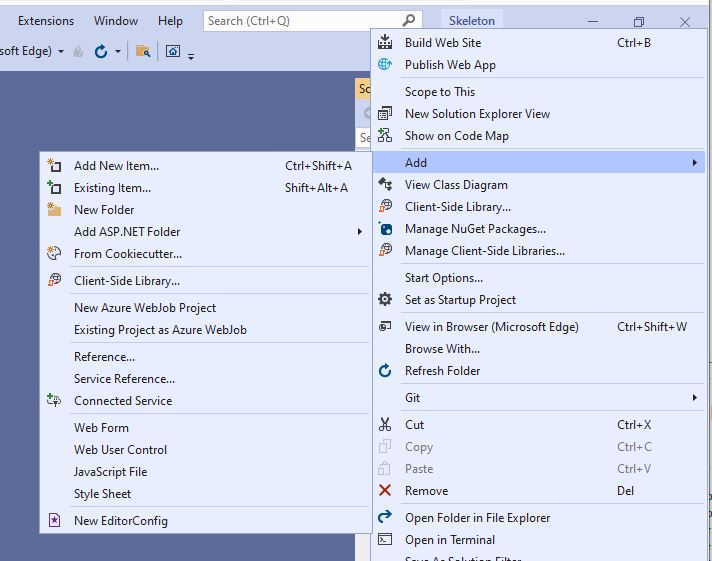 Extensions Window Help Search (Ctrl+Q) Skeleton
soft Edge)
Build Web Site Ctrl+B
Publish Web App
Scope to This
New Solution Explorer View
Show on Code Map
Add
View Class Diagram
Client-Side Library...
Manage NuGet Packages...
Manage Client-Side Libraries...
Start Options...
Set as Startup Project
View in Browser (Microsoft Edge) Ctrl+Shift+W
Browse With...
Refresh Folder
Git
Cut Ctrl+X
Copy Ctrl+C
Paste Ctrl+V
Remove Del
Open Folder in File Explorer
Open in Terminal
Save As Solution Filter
Add New Item... Ctrl+Shift+A
Existing Item... Shift+Alt+A
New Folder
Add ASP.NET Folder
From Cookiecutter...
Client-Side Library...
New Azure WebJob Project
Existing Project as Azure WebJob
Reference...
Service Reference...
Connected Service
Web Form
Web User Control
JavaScript File
Style Sheet
New EditorConfig